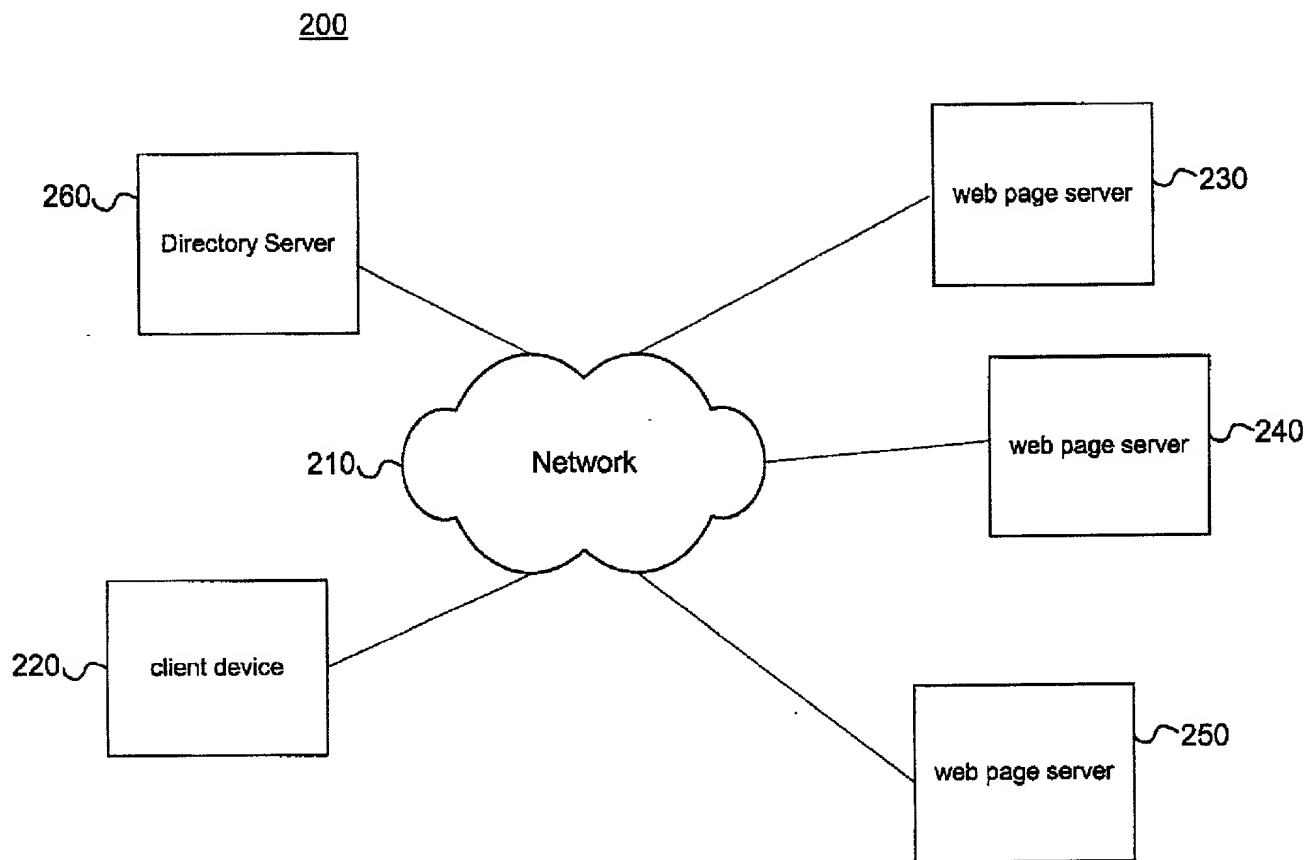 200
260
Directory Server
web page server
230
210
Network
web page server
240
220
client device
web page server
250